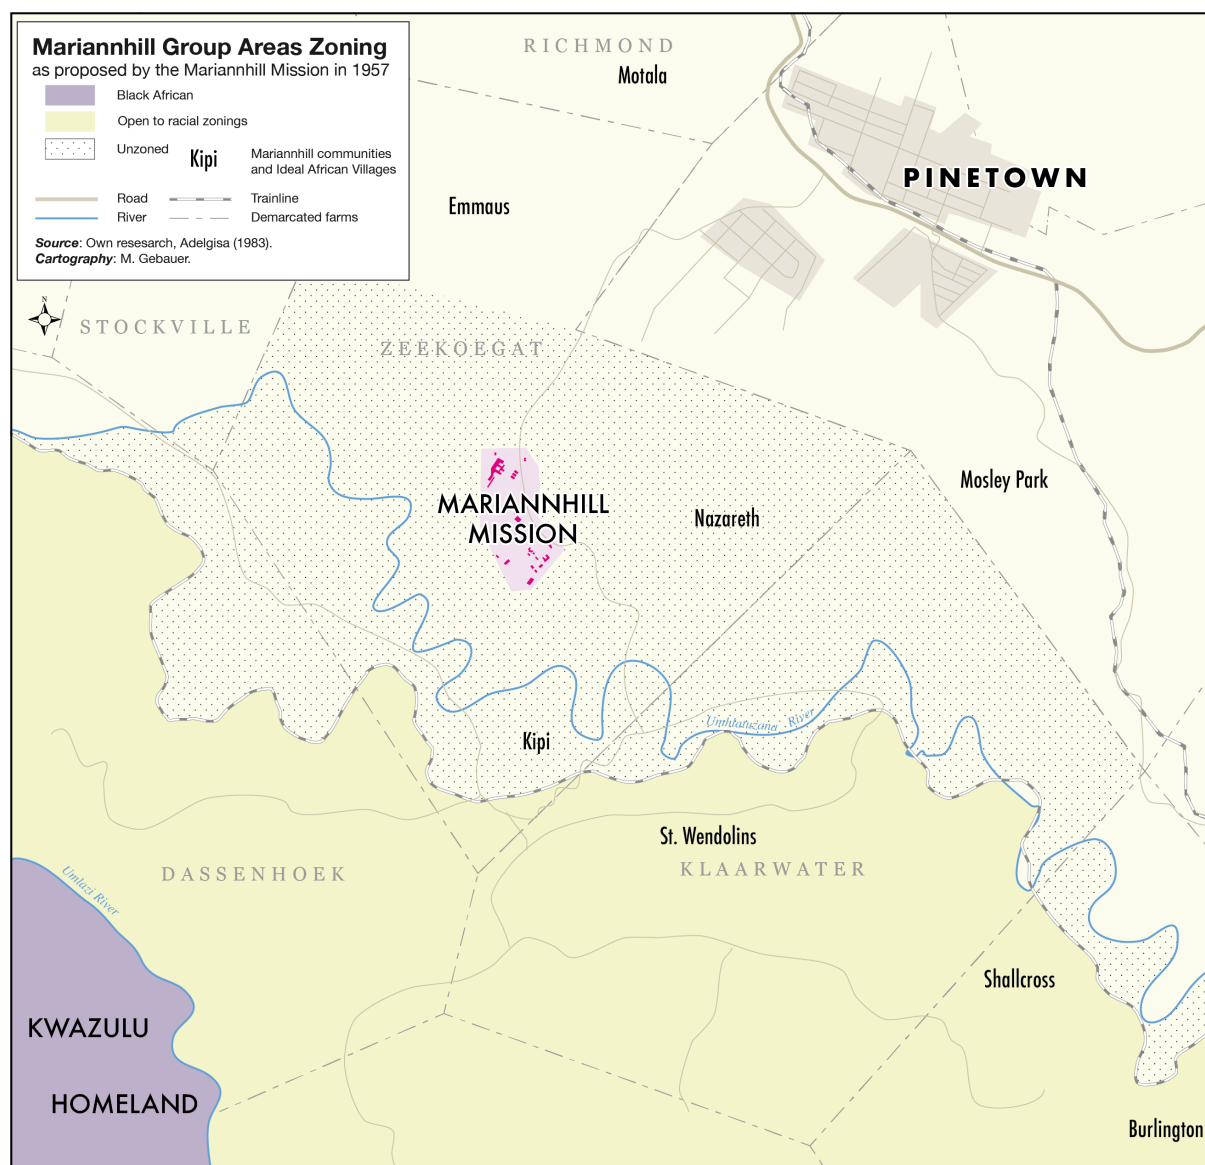 Mariannhill Group Areas Zoning
as proposed by the Mariannhill Mission in 1957
Black African
Open to racial zonings
Unzoned
Kipi
Mariannhill communities
and Ideal African Villages
Road
Trainline
River
Demarcated farms
Source: Own resesarch, Adelgisa (1983).
Cartography: M. Gebauer.
N
RICHMOND
Motala
PINETOWN
Emmaus
STOCKVILLE
ZEEKOEGAT
Mosley Park
MARIANNHILL
MISSION
Nazareth
Umhlatuzana River
Kipi
St. Wendolins
KLAARWATER
DASSENHOEK
Umlazi River
Shallcross
KWAZULU
HOMELAND
Burlington